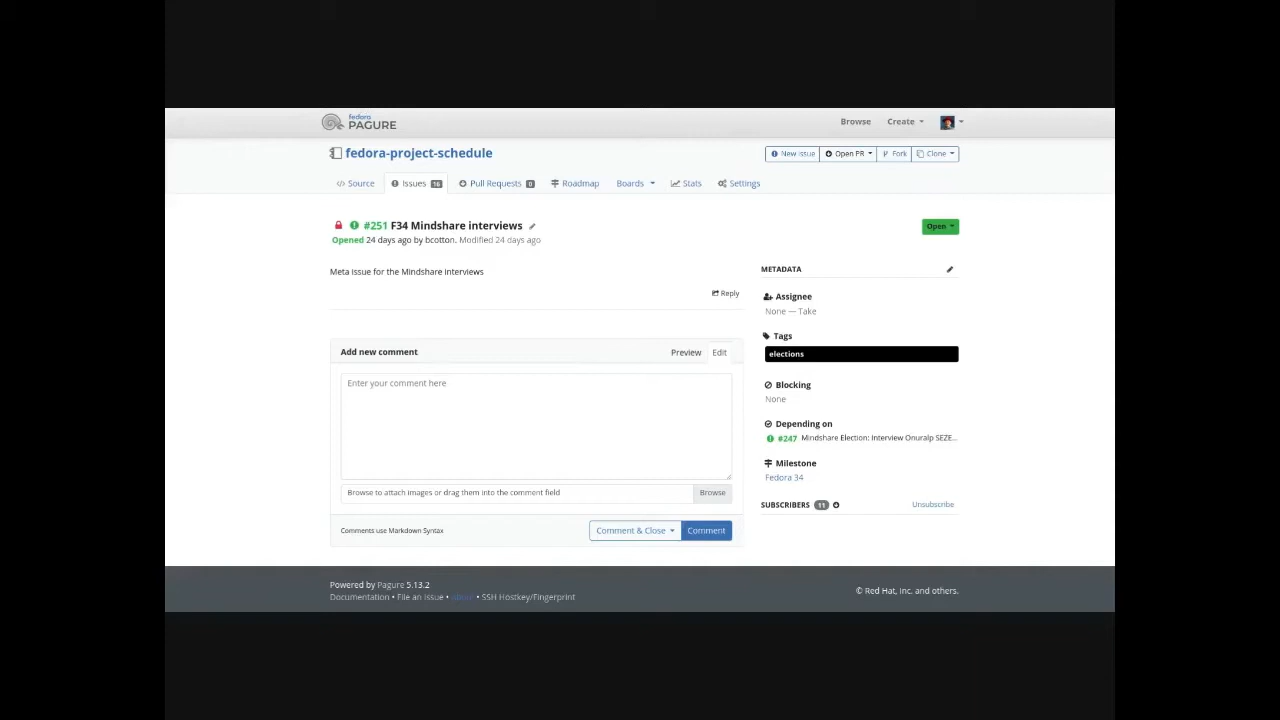 fedora
PAGURE
Browse Create
fedora-project-schedule
New Issue Open PR Fork Clone
Source Issues 16 Pull Requests 0 Roadmap Boards Stats Settings
#251 F34 Mindshare interviews
Open
Opened 24 days ago by bcotton. Modified 24 days ago
Meta issue for the Mindshare interviews
Reply
Add new comment
Preview Edit
Enter your comment here
Browse to attach images or drag them into the comment field
Browse
Comments use Markdown Syntax
Comment & Close Comment
METADATA
Assignee
None — Take
Tags
elections
Blocking
None
Depending on
#247 Mindshare Election: Interview Onuralp SEZE...
Milestone
Fedora 34
SUBSCRIBERS 11 Unsubscribe
Powered by Pagure 5.13.2
Documentation • File an Issue • About • SSH Hostkey/Fingerprint
© Red Hat, Inc. and others.